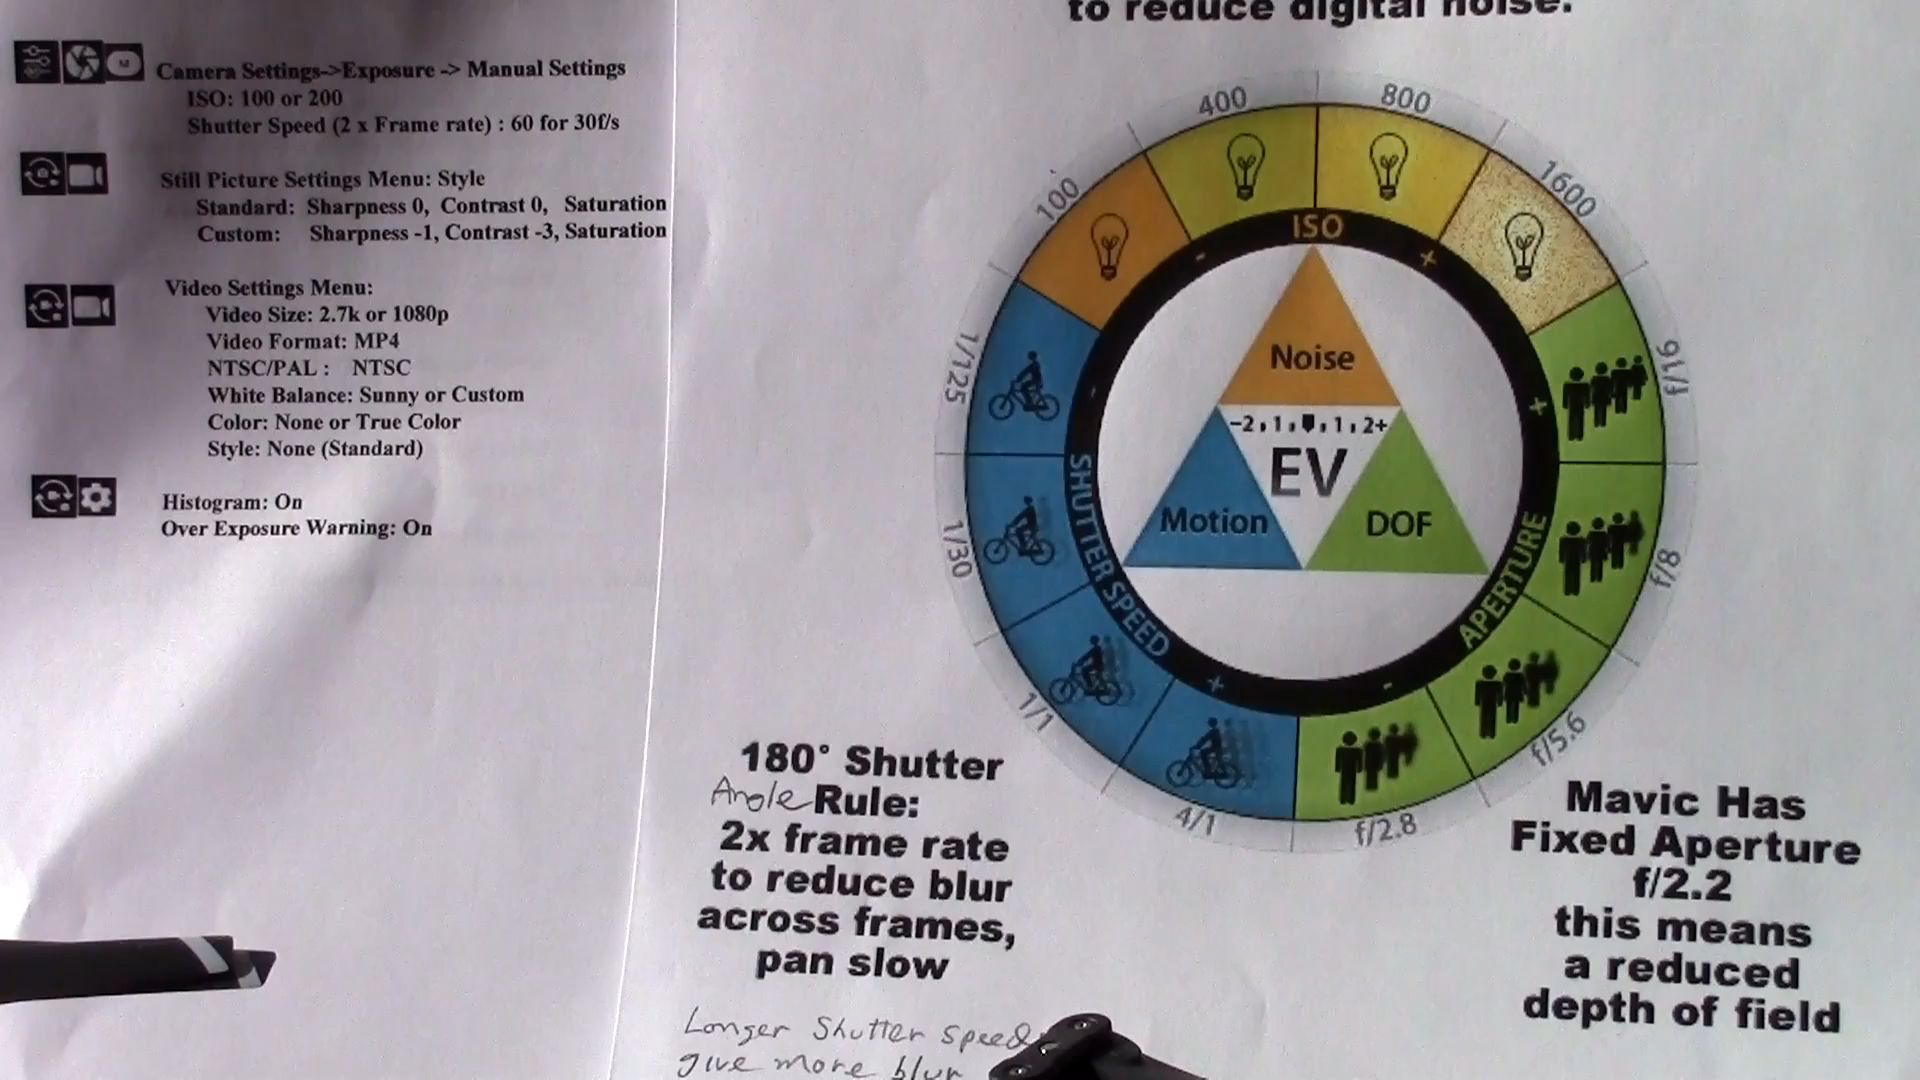 M
Camera Settings->Exposure -> Manual Settings
ISO: 100 or 200
Shutter Speed (2 x Frame rate) : 60 for 30f/s
Still Picture Settings Menu: Style
Standard: Sharpness 0, Contrast 0, Saturation
Custom: Sharpness -1, Contrast -3, Saturation
Video Settings Menu:
Video Size: 2.7k or 1080p
Video Format: MP4
NTSC/PAL : NTSC
White Balance: Sunny or Custom
Color: None or True Color
Style: None (Standard)
Histogram: On
Over Exposure Warning: On
to reduce digital noise.
100
400
800
1600
ISO
- +
1/125
1/30
1/1
4/1
SHUTTER SPEED
- +
f/16
f/8
f/5.6
f/2.8
APERTURE
+ -
Noise
-2 , 1 , , 1 , 2+
EV
Motion
DOF
180° Shutter
Angle Rule:
2x frame rate
to reduce blur
across frames,
pan slow
Longer Shutter Speed
give more blur
Mavic Has
Fixed Aperture
f/2.2
this means
a reduced
depth of field